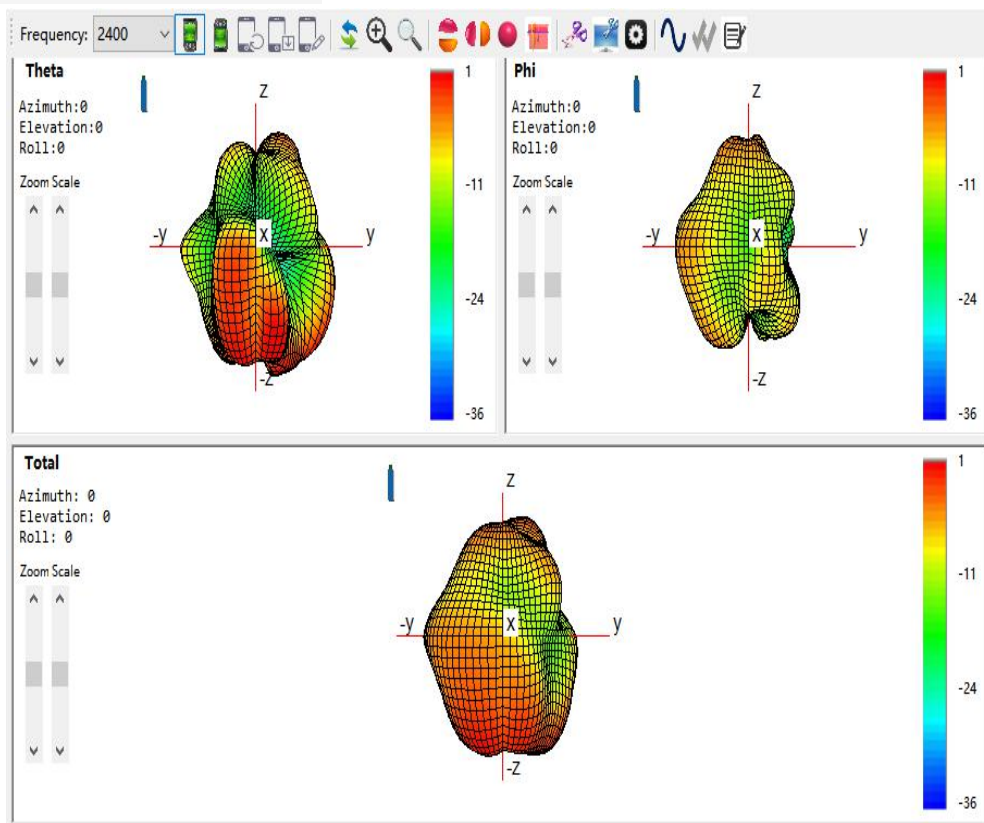 Frequency: 2400
Theta
Azimuth:0
Elevation:0
Roll:0
Zoom Scale
Z
-y
X
y
-Z
1
-11
-24
-36
Phi
Azimuth:0
Elevation:0
Roll:0
Zoom Scale
Z
-y
X
y
-Z
1
-11
-24
-36
Total
Azimuth: 0
Elevation: 0
Roll: 0
Zoom Scale
Z
-y
X
y
-Z
1
-11
-24
-36